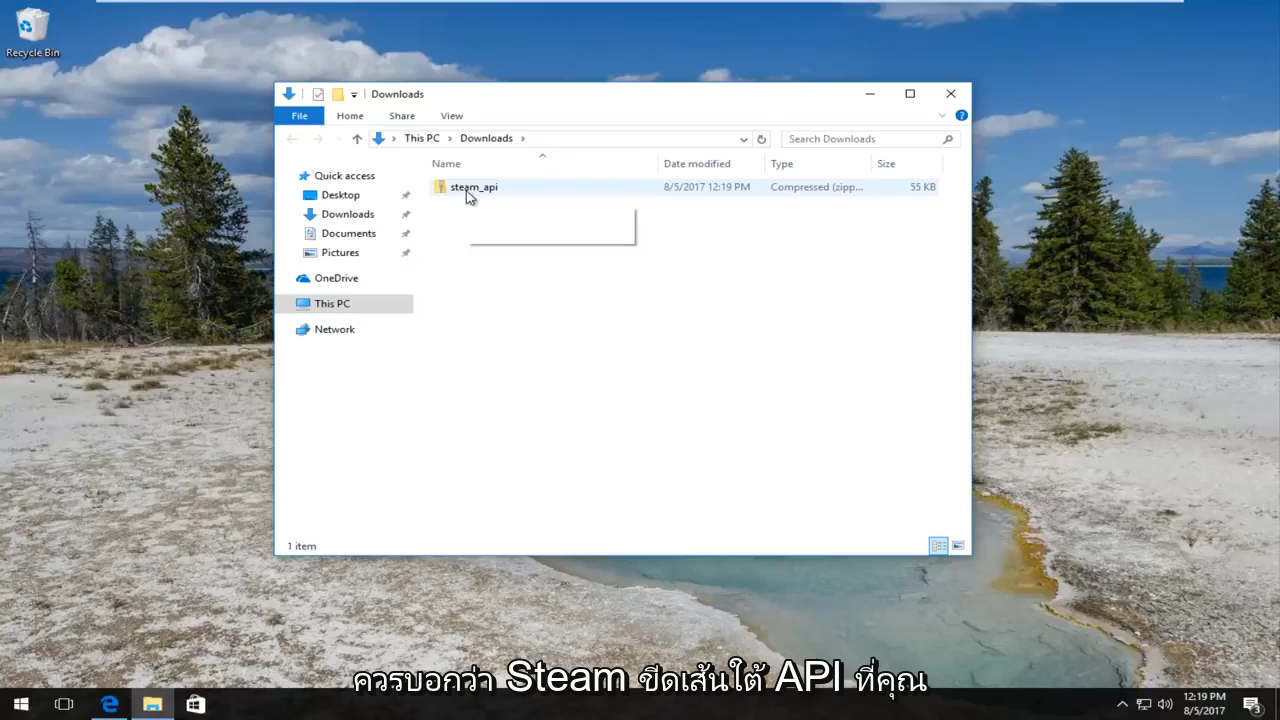 Recycle Bin
Downloads
File Home Share View
This PC Downloads
Search Downloads
Name Date modified Type Size
steam_api 8/5/2017 12:19 PM Compressed (zipp... 55 KB
Quick access
Desktop
Downloads
Documents
Pictures
OneDrive
This PC
Network
1 item
ควรบอกว่า Steam ขีดเส้นใต้ API ที่คุณ
12:19 PM
8/5/2017
3